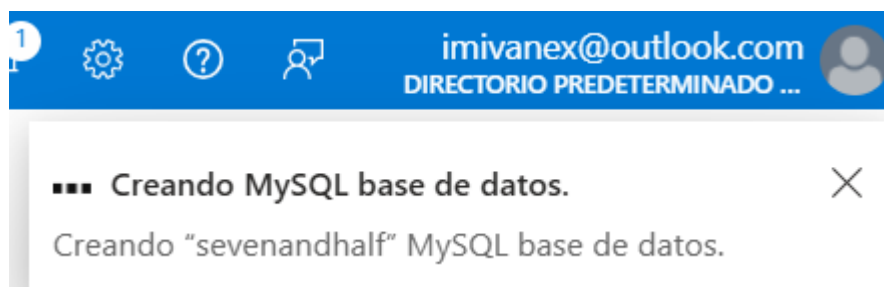 1
imivanex@outlook.com
DIRECTORIO PREDETERMINADO ...
Creando MySQL base de datos.
Creando “sevenandhalf” MySQL base de datos.